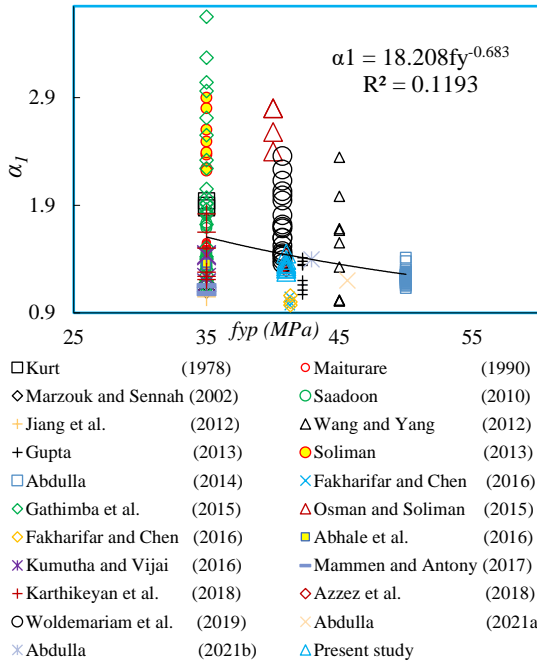 α1 = 18.208fy-0.683
R² = 0.1193
2.9
α1
1.9
0.9
25 35 45 55
fyp (MPa)
Kurt (1978) Maiturare (1990)
Marzouk and Sennah (2002) Saadoon (2010)
Jiang et al. (2012) Wang and Yang (2012)
Gupta (2013) Soliman (2013)
Abdulla (2014) Fakharifar and Chen (2016)
Gathimba et al. (2015) Osman and Soliman (2015)
Fakharifar and Chen (2016) Abhale et al. (2016)
Kumutha and Vijai (2016) Mammen and Antony (2017)
Karthikeyan et al. (2018) Azzez et al. (2018)
Woldemariam et al. (2019) Abdulla (2021a
Abdulla (2021b) Present study